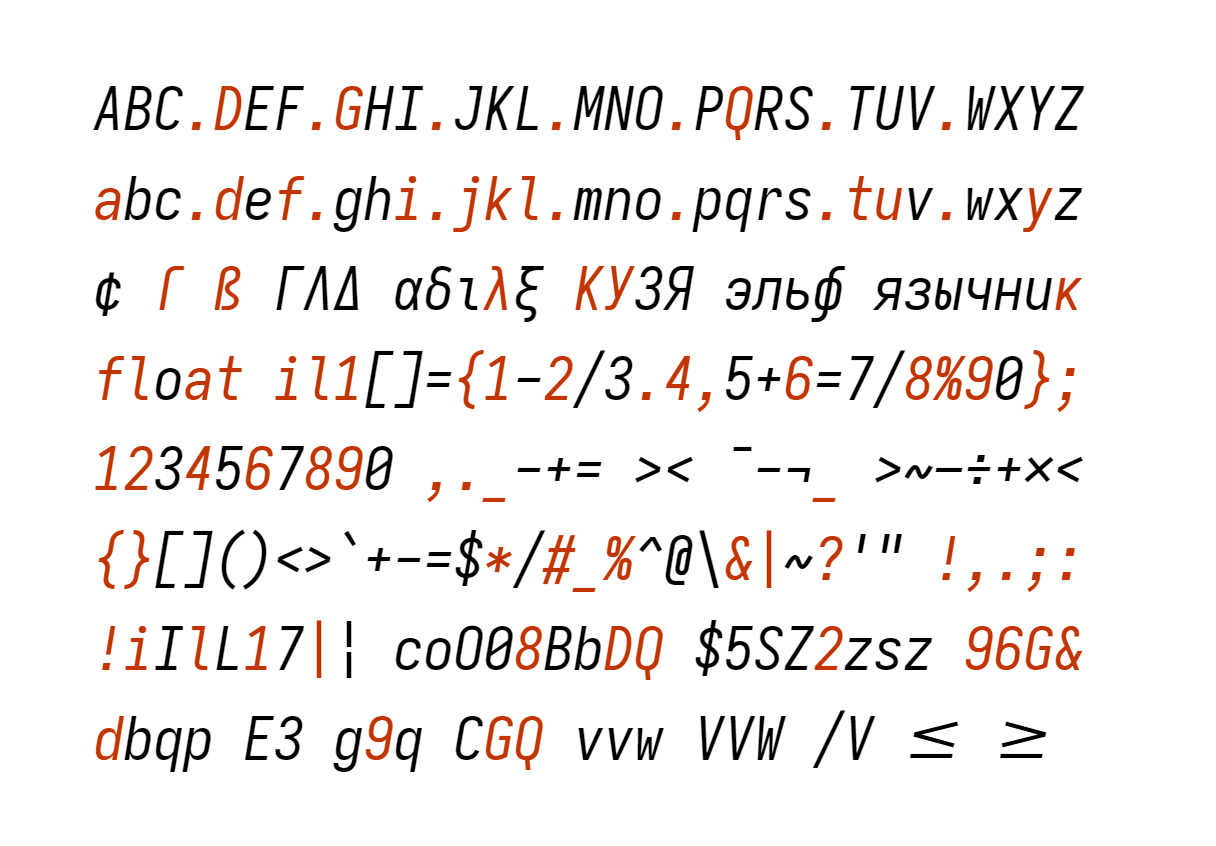 ABC.DEF.GHI.JKL.MNO.PQRS.TUV.WXYZ
abc.def.ghi.jkl.mno.pqrs.tuv.wxyz
¢ ſ ß ΓΛΔ αδιλξ КУЗЯ эльф язычник
float il1[]={1-2/3.4,5+6=7/8%90};
1234567890 ,._-+= >< ¯-¬_ >~–÷+×<
{}[]()<>`+-=$*/#_%^@\&|~?'" !,.;:
!iIlL17|¦ coO08BbDQ $5SZ2zsz 96G&
dbqp E3 g9q CGQ vvw VVW /V ≤ ≥